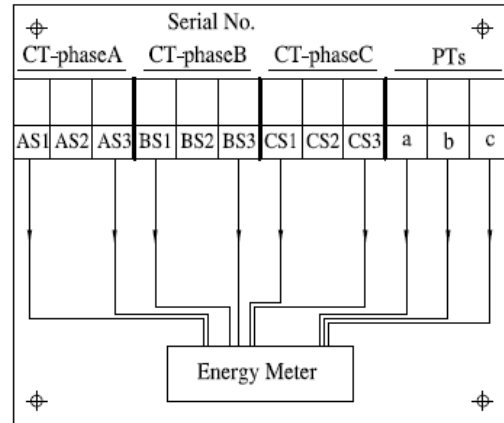 Serial No.
CT-phaseA CT-phaseB CT-phaseC PTs
AS1 AS2 AS3 BS1 BS2 BS3 CS1 CS2 CS3 a b c
Energy Meter